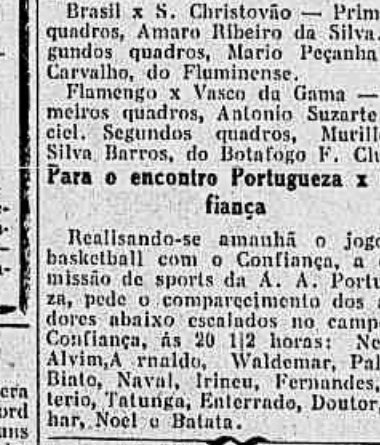 Brasil x S. Christovão — Prim
quadros, Amaro Ribeiro da Silva.
gundos quadros, Mario Peçanha
Carvalho, do Fluminense.
Flamengo x Vasco da Gama —
meiros quadros, Antonio Suzarte
ciel. Segundos quadros, Murill
Silva Barros, do Botafogo F. Clu
Para o encontro Portugueza x
fiança
Realisando-se amanhã o jogo
basketball com o Confiança, a
missão de sports da A. A. Portu
za, pede o comparecimento dos
dores abaixo escalados no camp
Confiança, ás 20 1|2 horas: Ne
Alvim,A rnaldo, Waldemar, Pal
Biato, Naval, Irineu, Fernandes,
terio, Tatunga, Enterrado, Doutor
har, Noel e Batata.
era
ord
ans